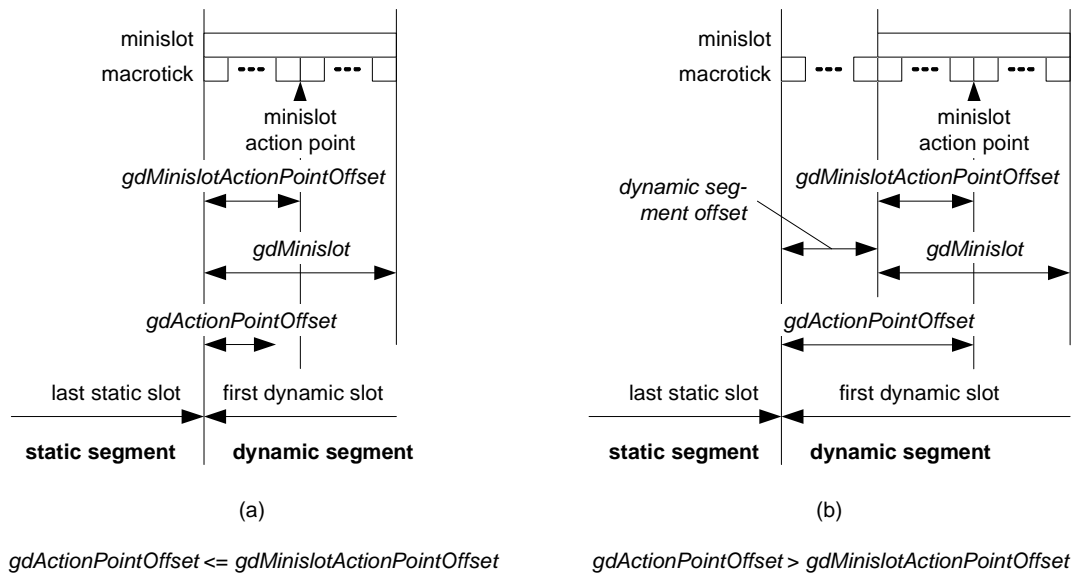 minislot
macrotick
minislot
action point
gdMinislotActionPointOffset
gdMinislot
gdActionPointOffset
last static slot
first dynamic slot
static segment
dynamic segment
(a)
gdActionPointOffset <= gdMinislotActionPointOffset
minislot
macrotick
minislot
action point
gdMinislotActionPointOffset
dynamic seg-
ment offset
gdMinislot
gdActionPointOffset
last static slot
first dynamic slot
static segment
dynamic segment
(b)
gdActionPointOffset > gdMinislotActionPointOffset